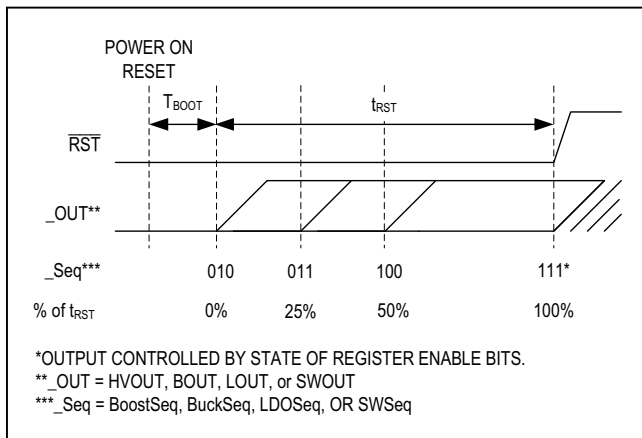 POWER ON
RESET
TBOOT
tRST
RST
_OUT**
_Seq*** 010 011 100 111*
% of tRST 0% 25% 50% 100%
*OUTPUT CONTROLLED BY STATE OF REGISTER ENABLE BITS.
**_OUT = HVOUT, BOUT, LOUT, or SWOUT
***_Seq = BoostSeq, BuckSeq, LDOSeq, OR SWSeq